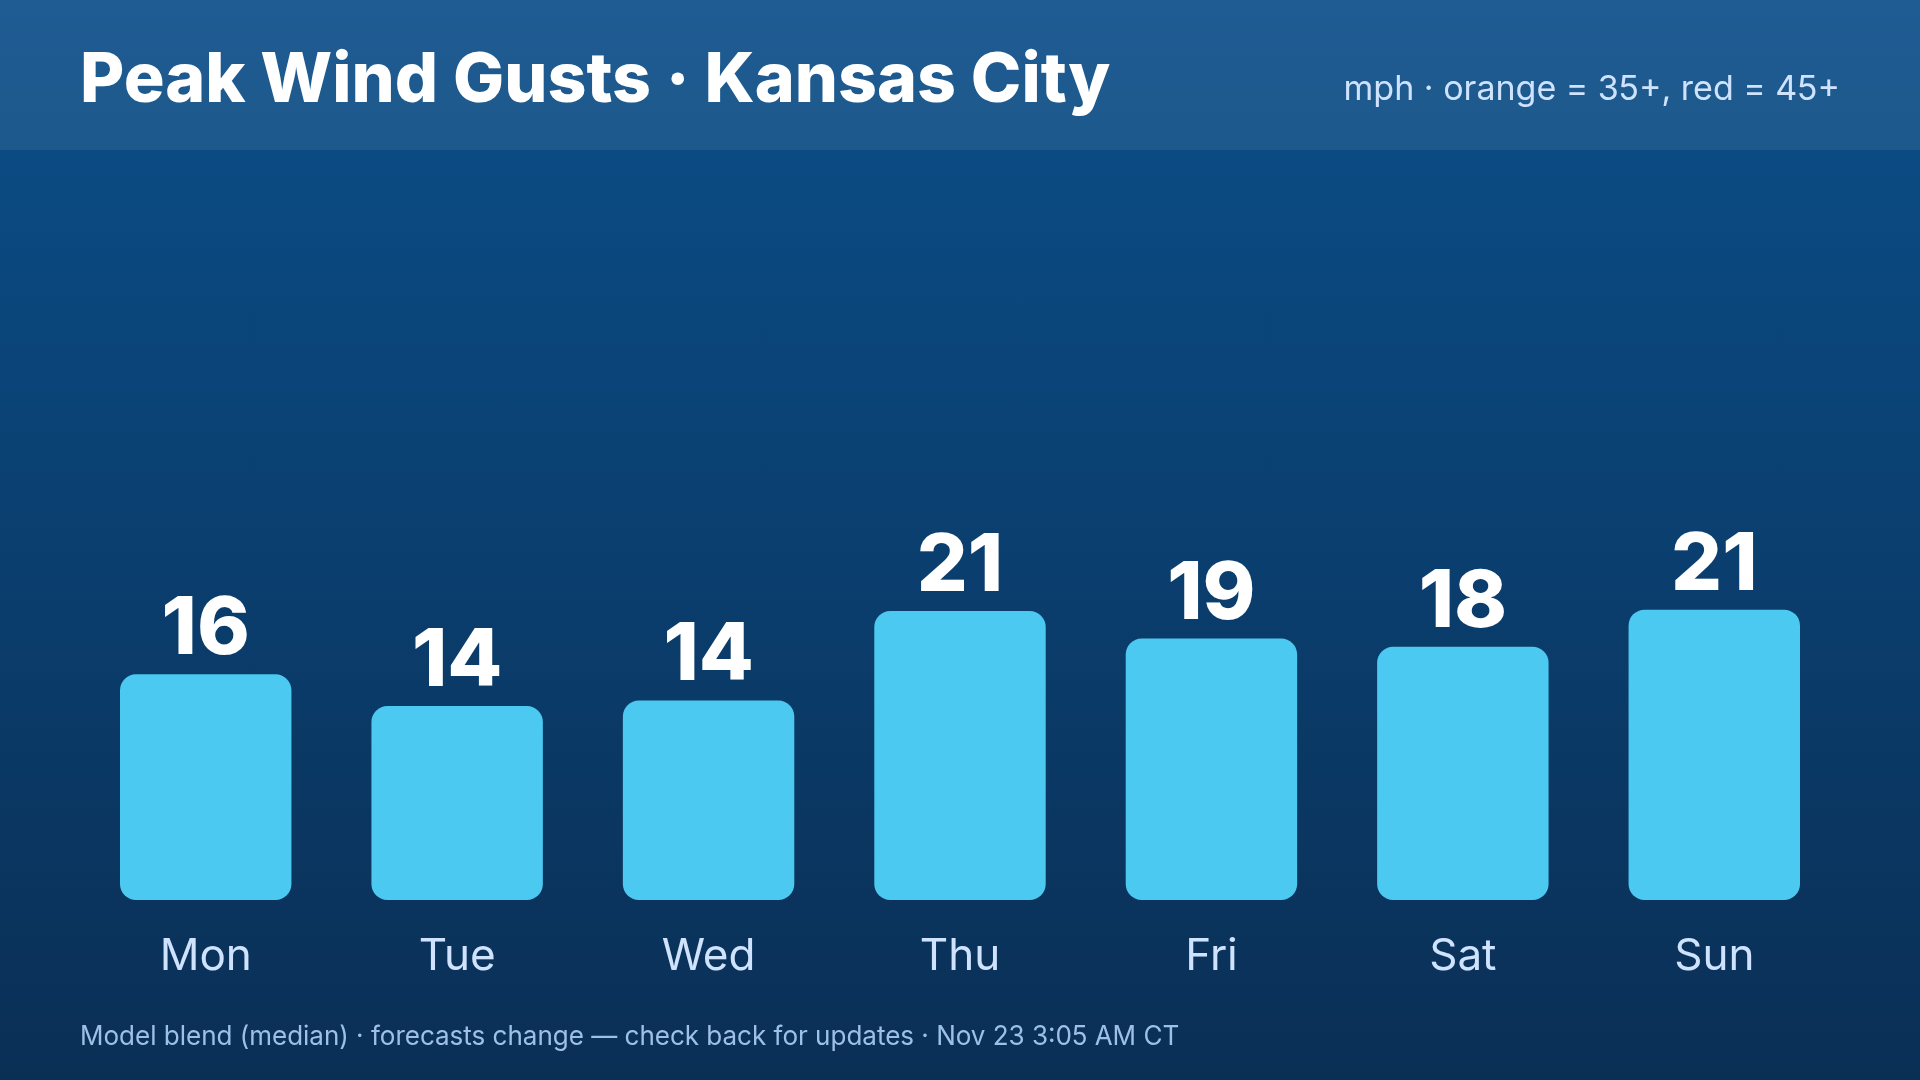 Peak Wind Gusts · Kansas City
mph · orange = 35+, red = 45+
16 14 14 21 19 18 21
Mon Tue Wed Thu Fri Sat Sun
Model blend (median) · forecasts change — check back for updates · Nov 23 3:05 AM CT